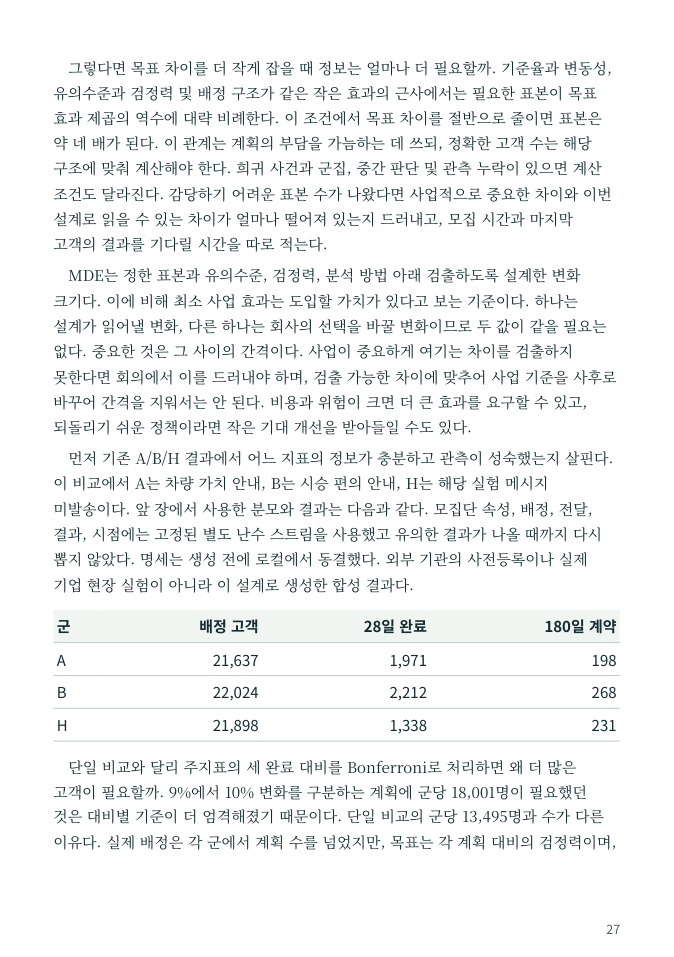 그렇다면 목표 차이를 더 작게 잡을 때 정보는 얼마나 더 필요할까. 기준율과 변동성,
유의수준과 검정력 및 배정 구조가 같은 작은 효과의 근사에서는 필요한 표본이 목표
효과 제곱의 역수에 대략 비례한다. 이 조건에서 목표 차이를 절반으로 줄이면 표본은
약 네 배가 된다. 이 관계는 계획의 부담을 가늠하는 데 쓰되, 정확한 고객 수는 해당
구조에 맞춰 계산해야 한다. 희귀 사건과 군집, 중간 판단 및 관측 누락이 있으면 계산
조건도 달라진다. 감당하기 어려운 표본 수가 나왔다면 사업적으로 중요한 차이와 이번
설계로 읽을 수 있는 차이가 얼마나 떨어져 있는지 드러내고, 모집 시간과 마지막
고객의 결과를 기다릴 시간을 따로 적는다.
MDE는 정한 표본과 유의수준, 검정력, 분석 방법 아래 검출하도록 설계한 변화
크기다. 이에 비해 최소 사업 효과는 도입할 가치가 있다고 보는 기준이다. 하나는
설계가 읽어낼 변화, 다른 하나는 회사의 선택을 바꿀 변화이므로 두 값이 같을 필요는
없다. 중요한 것은 그 사이의 간격이다. 사업이 중요하게 여기는 차이를 검출하지
못한다면 회의에서 이를 드러내야 하며, 검출 가능한 차이에 맞추어 사업 기준을 사후로
바꾸어 간격을 지워서는 안 된다. 비용과 위험이 크면 더 큰 효과를 요구할 수 있고,
되돌리기 쉬운 정책이라면 작은 기대 개선을 받아들일 수도 있다.
먼저 기존 A/B/H 결과에서 어느 지표의 정보가 충분하고 관측이 성숙했는지 살핀다.
이 비교에서 A는 차량 가치 안내, B는 시승 편의 안내, H는 해당 실험 메시지
미발송이다. 앞 장에서 사용한 분모와 결과는 다음과 같다. 모집단 속성, 배정, 전달,
결과, 시점에는 고정된 별도 난수 스트림을 사용했고 유의한 결과가 나올 때까지 다시
뽑지 않았다. 명세는 생성 전에 로컬에서 동결했다. 외부 기관의 사전등록이나 실제
기업 현장 실험이 아니라 이 설계로 생성한 합성 결과다.
군 배정 고객 28일 완료 180일 계약
A 21,637 1,971 198
B 22,024 2,212 268
H 21,898 1,338 231
단일 비교와 달리 주지표의 세 완료 대비를 Bonferroni로 처리하면 왜 더 많은
고객이 필요할까. 9%에서 10% 변화를 구분하는 계획에 군당 18,001명이 필요했던
것은 대비별 기준이 더 엄격해졌기 때문이다. 단일 비교의 군당 13,495명과 수가 다른
이유다. 실제 배정은 각 군에서 계획 수를 넘었지만, 목표는 각 계획 대비의 검정력이며,
27